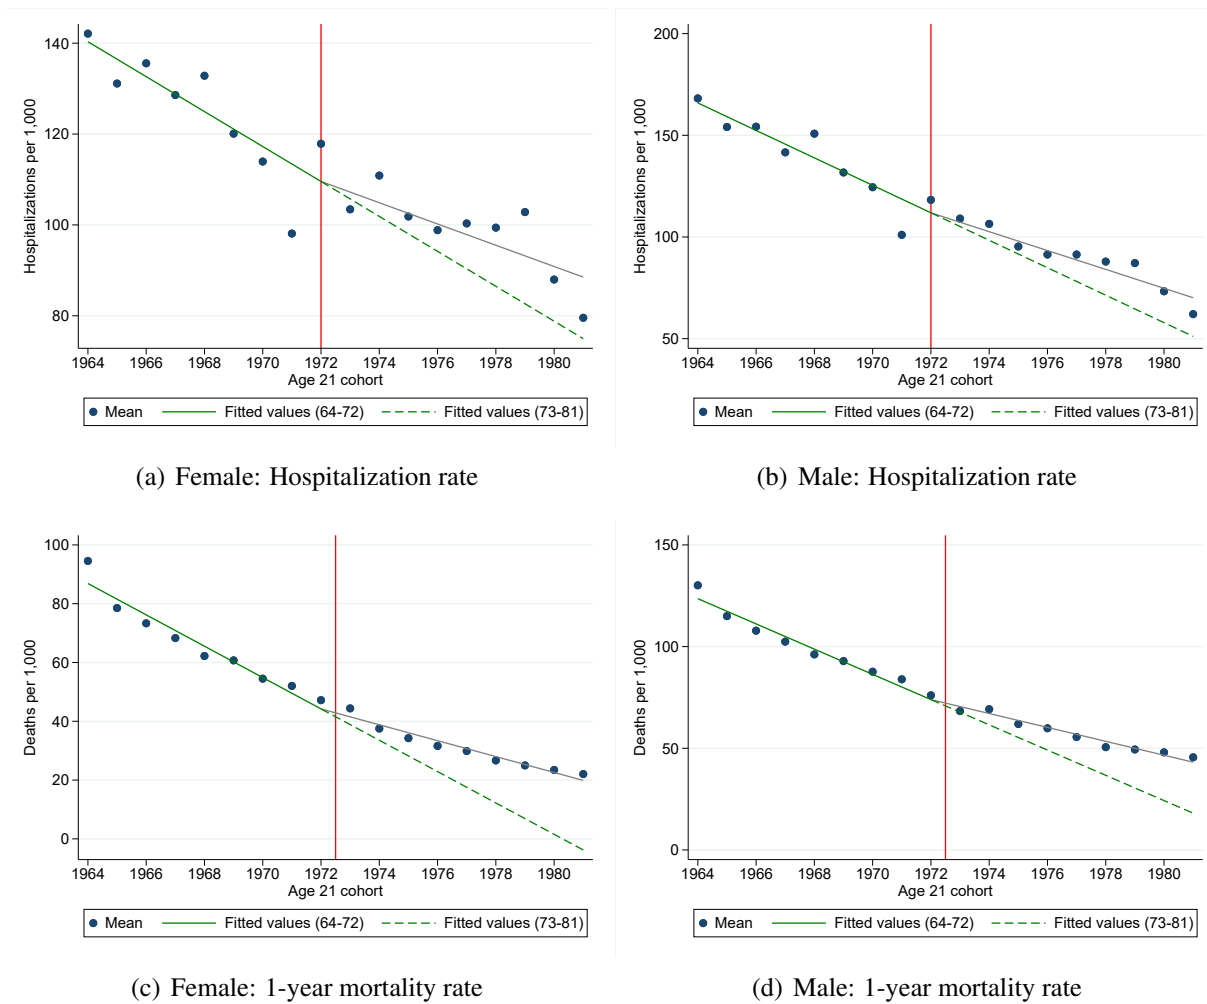 140
120
100
80
Hospitalizations per 1,000
1964 1966 1968 1970 1972 1974 1976 1978 1980
Age 21 cohort
Mean Fitted values (64-72) Fitted values (73-81)
(a) Female: Hospitalization rate
200
150
100
50
Hospitalizations per 1,000
1964 1966 1968 1970 1972 1974 1976 1978 1980
Age 21 cohort
Mean Fitted values (64-72) Fitted values (73-81)
(b) Male: Hospitalization rate
100
80
60
40
20
0
Deaths per 1,000
1964 1966 1968 1970 1972 1974 1976 1978 1980
Age 21 cohort
Mean Fitted values (64-72) Fitted values (73-81)
(c) Female: 1-year mortality rate
150
100
50
0
Deaths per 1,000
1964 1966 1968 1970 1972 1974 1976 1978 1980
Age 21 cohort
Mean Fitted values (64-72) Fitted values (73-81)
(d) Male: 1-year mortality rate